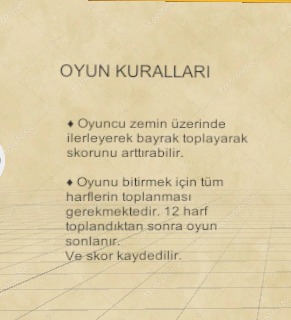 OYUN KURALLARI
♦ Oyuncu zemin üzerinde
ilerleyerek bayrak toplayarak
skorunu arttırabilir.
♦ Oyunu bitirmek için tüm
harflerin toplanması
gerekmektedir. 12 harf
toplandıktan sonra oyun
sonlanır.
Ve skor kaydedilir.